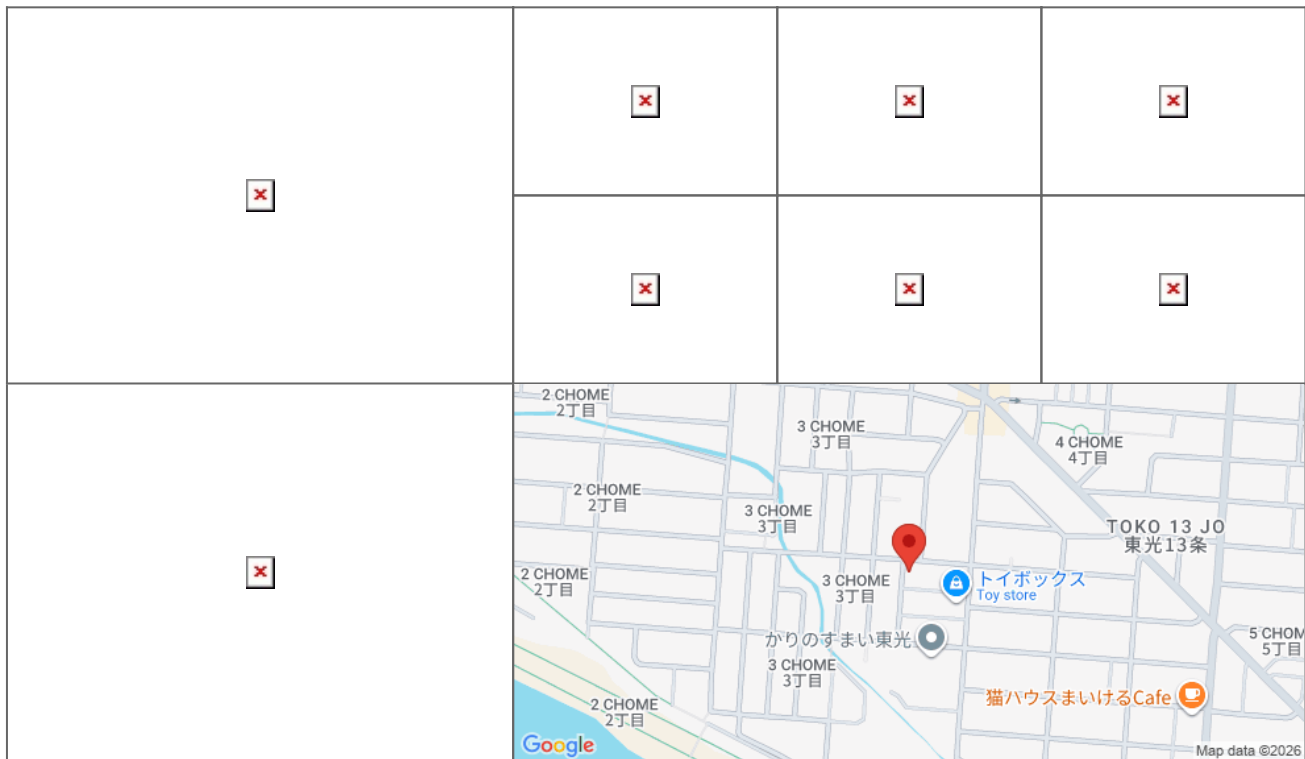 2 CHOME
2丁目
3 CHOME
3丁目
4 CHOME
4丁目
2 CHOME
2丁目
3 CHOME
3丁目
TOKO 13 JO
東光13条
2 CHOME
2丁目
3 CHOME
3丁目
トイボックス
Toy store
かりのすまい東光
5 CHOM
5丁目
3 CHOME
3丁目
猫ハウスまいけるCafe
2 CHOME
2丁目
Google
Map data ©2026